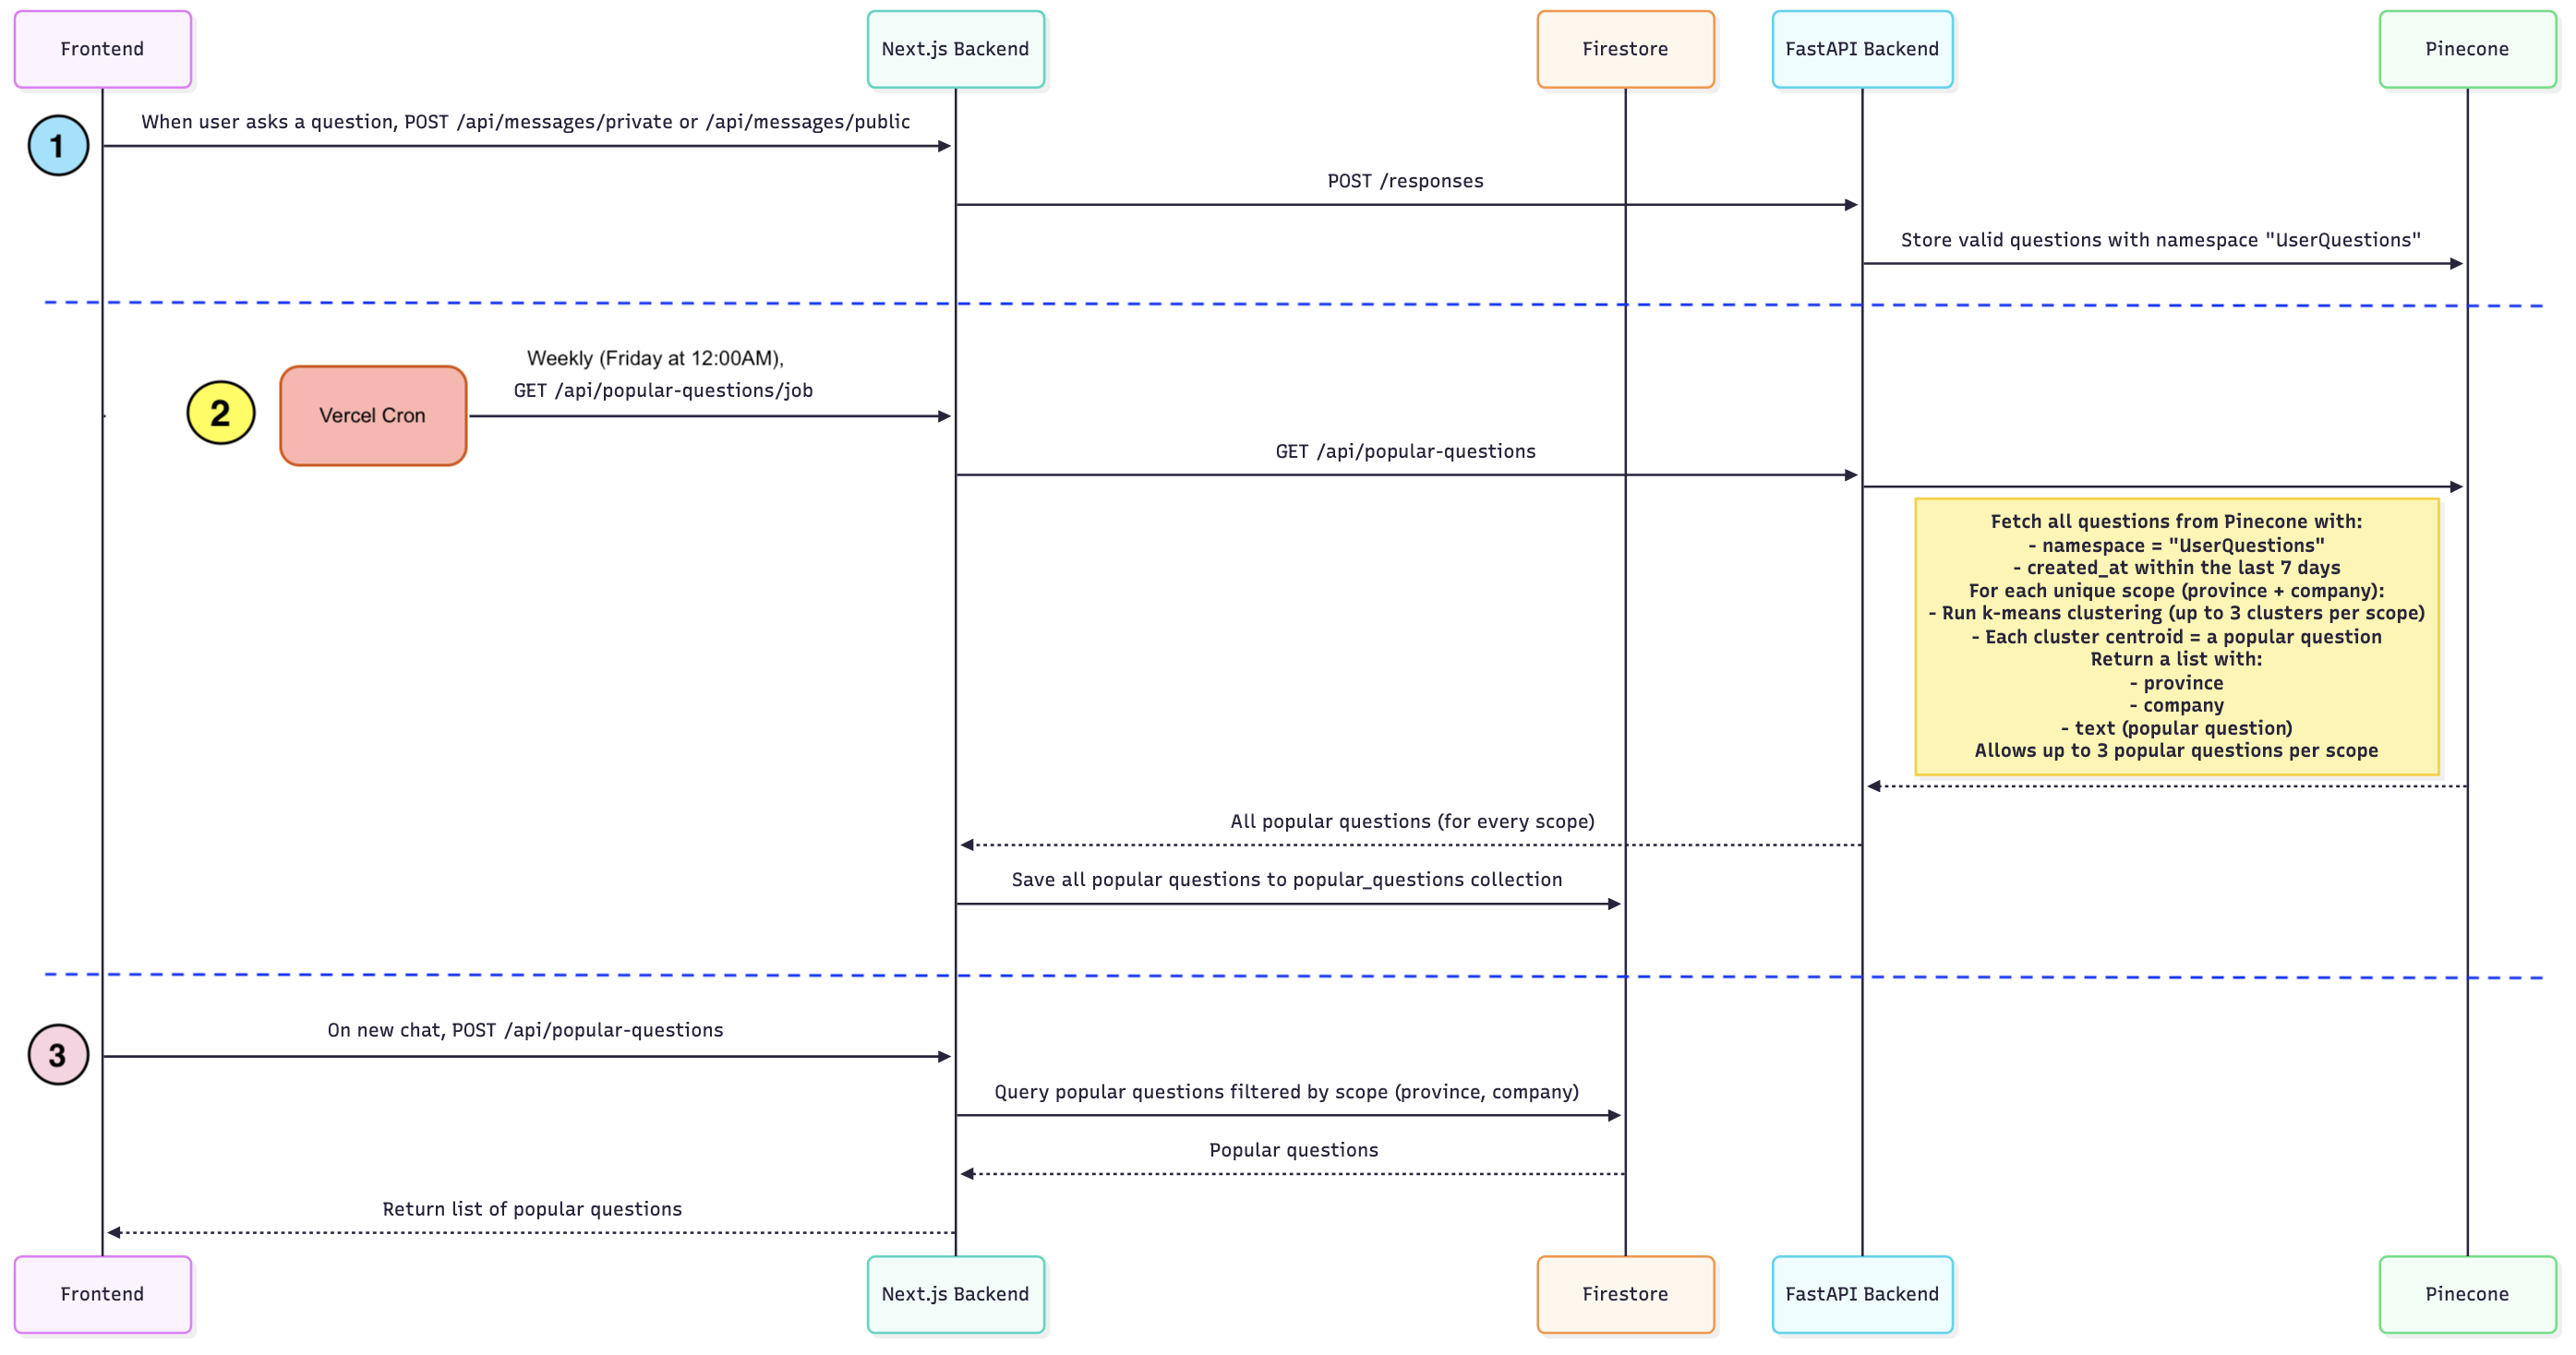 Frontend
Next.js Backend
Firestore
FastAPI Backend
Pinecone
1
When user asks a question, POST /api/messages/private or /api/messages/public
POST /responses
Store valid questions with namespace "UserQuestions"
2
Vercel Cron
Weekly (Friday at 12:00AM),
GET /api/popular-questions/job
GET /api/popular-questions
Fetch all questions from Pinecone with:
- namespace = "UserQuestions"
- created_at within the last 7 days
For each unique scope (province + company):
- Run k-means clustering (up to 3 clusters per scope)
- Each cluster centroid = a popular question
Return a list with:
- province
- company
- text (popular question)
Allows up to 3 popular questions per scope
All popular questions (for every scope)
Save all popular questions to popular_questions collection
3
On new chat, POST /api/popular-questions
Query popular questions filtered by scope (province, company)
Popular questions
Return list of popular questions
Frontend
Next.js Backend
Firestore
FastAPI Backend
Pinecone